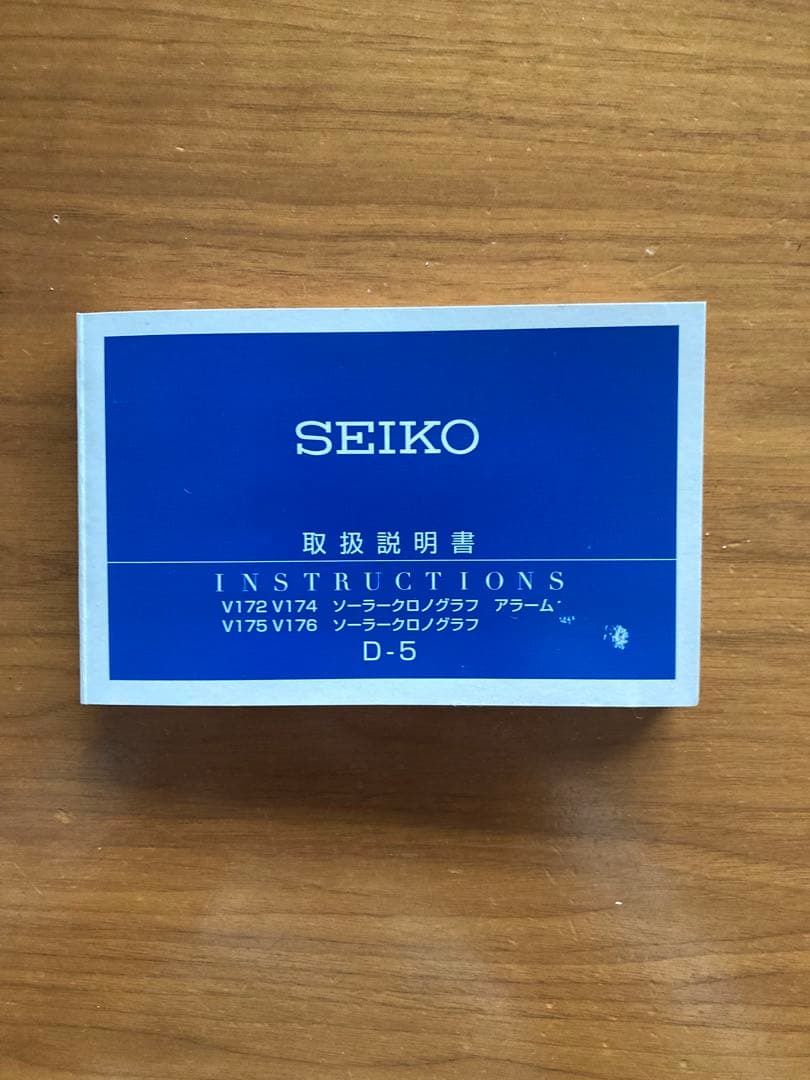 SEIKO
取扱説明書
INSTRUCTIONS
V172 V174 ソーラークロノグラフ アラーム
V175 V176 ソーラークロノグラフ
D-5